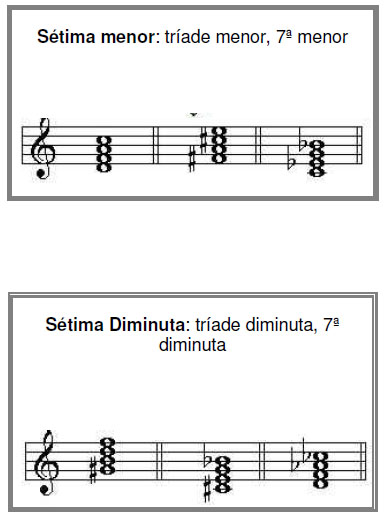 Sétima menor: tríade menor, 7ª menor
Sétima Diminuta: tríade diminuta, 7ª
diminuta